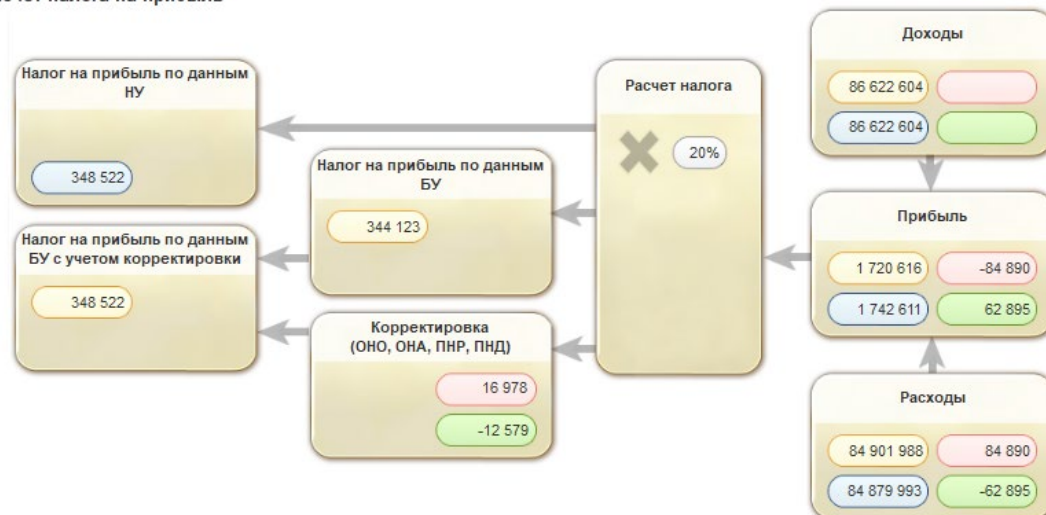 Доходы
86 622 604
86 622 604
Налог на прибыль по данным
НУ
348 522
Расчет налога
20%
Налог на прибыль по данным
БУ
344 123
Прибыль
1 720 616 -84 890
1 742 611 62 895
Налог на прибыль по данным
БУ с учетом корректировки
348 522
Корректировка
(ОНО, ОНА, ПНР, ПНД)
16 978
-12 579
Расходы
84 901 988 84 890
84 879 993 -62 895